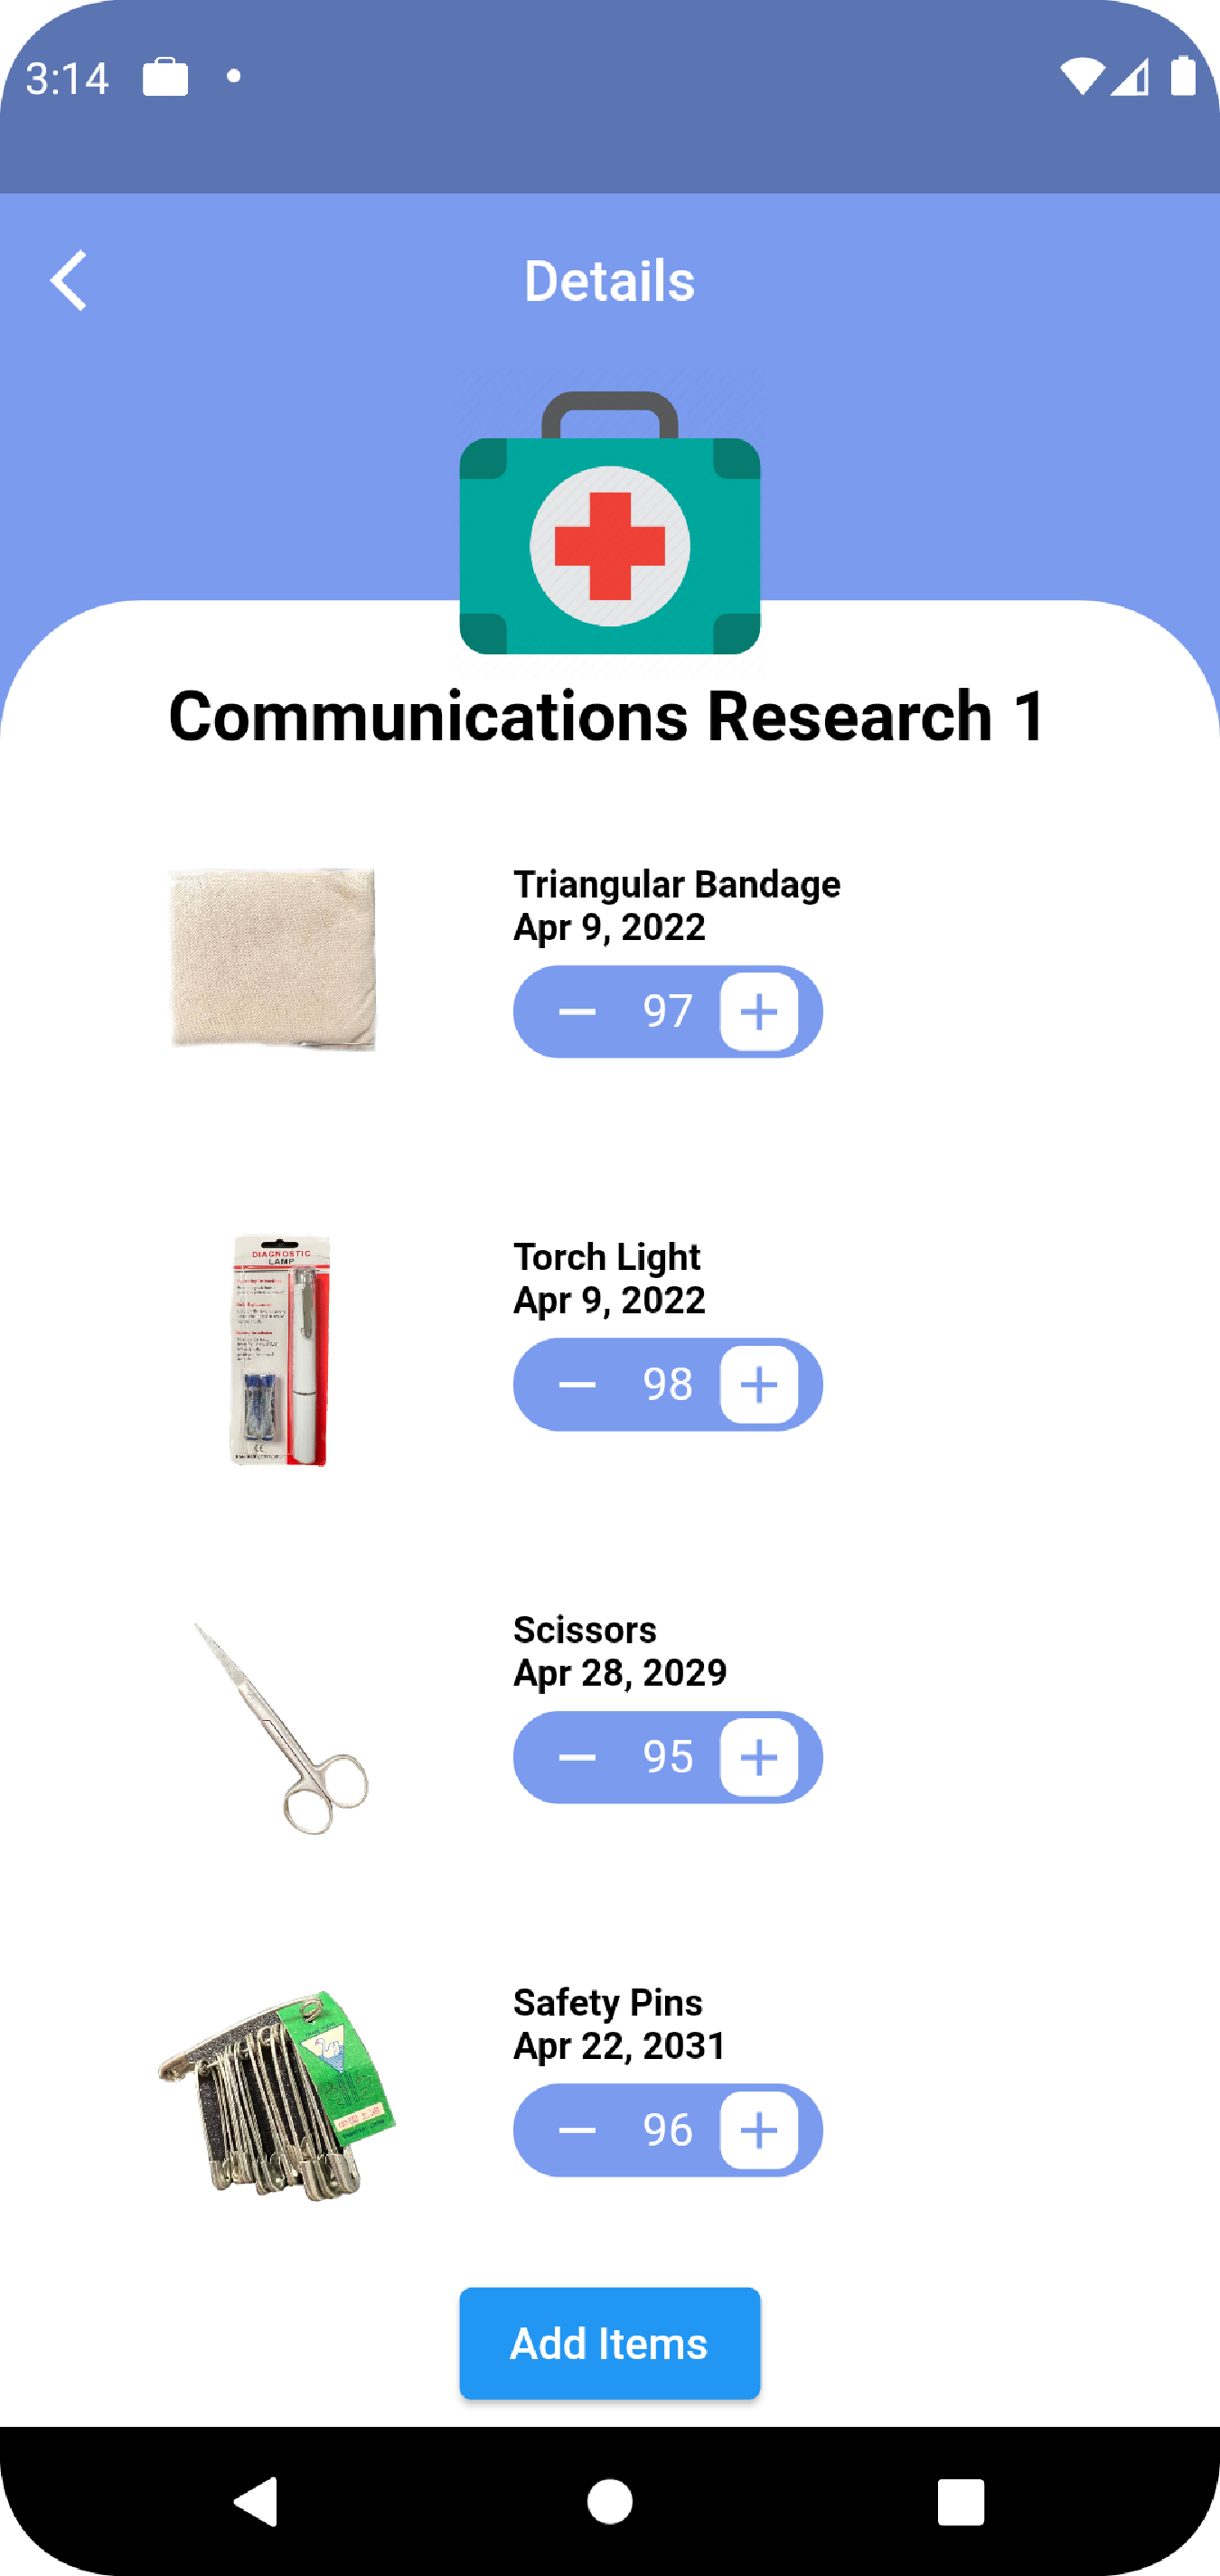 3:14
Details
Communications Research 1
Triangular Bandage
Apr 9, 2022
97
DIAGNOSTIC
LAMP
Torch Light
Apr 9, 2022
98
Scissors
Apr 28, 2029
95
Safety Pins
Apr 22, 2031
96
Add Items